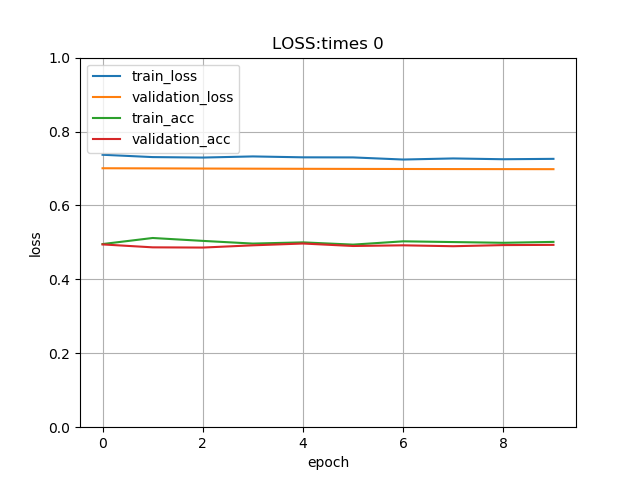 LOSS:times 0
1.0
0.8
0.6
0.4
0.2
0.0
loss
train_loss
validation_loss
train_acc
validation_acc
0 2 4 6 8
epoch